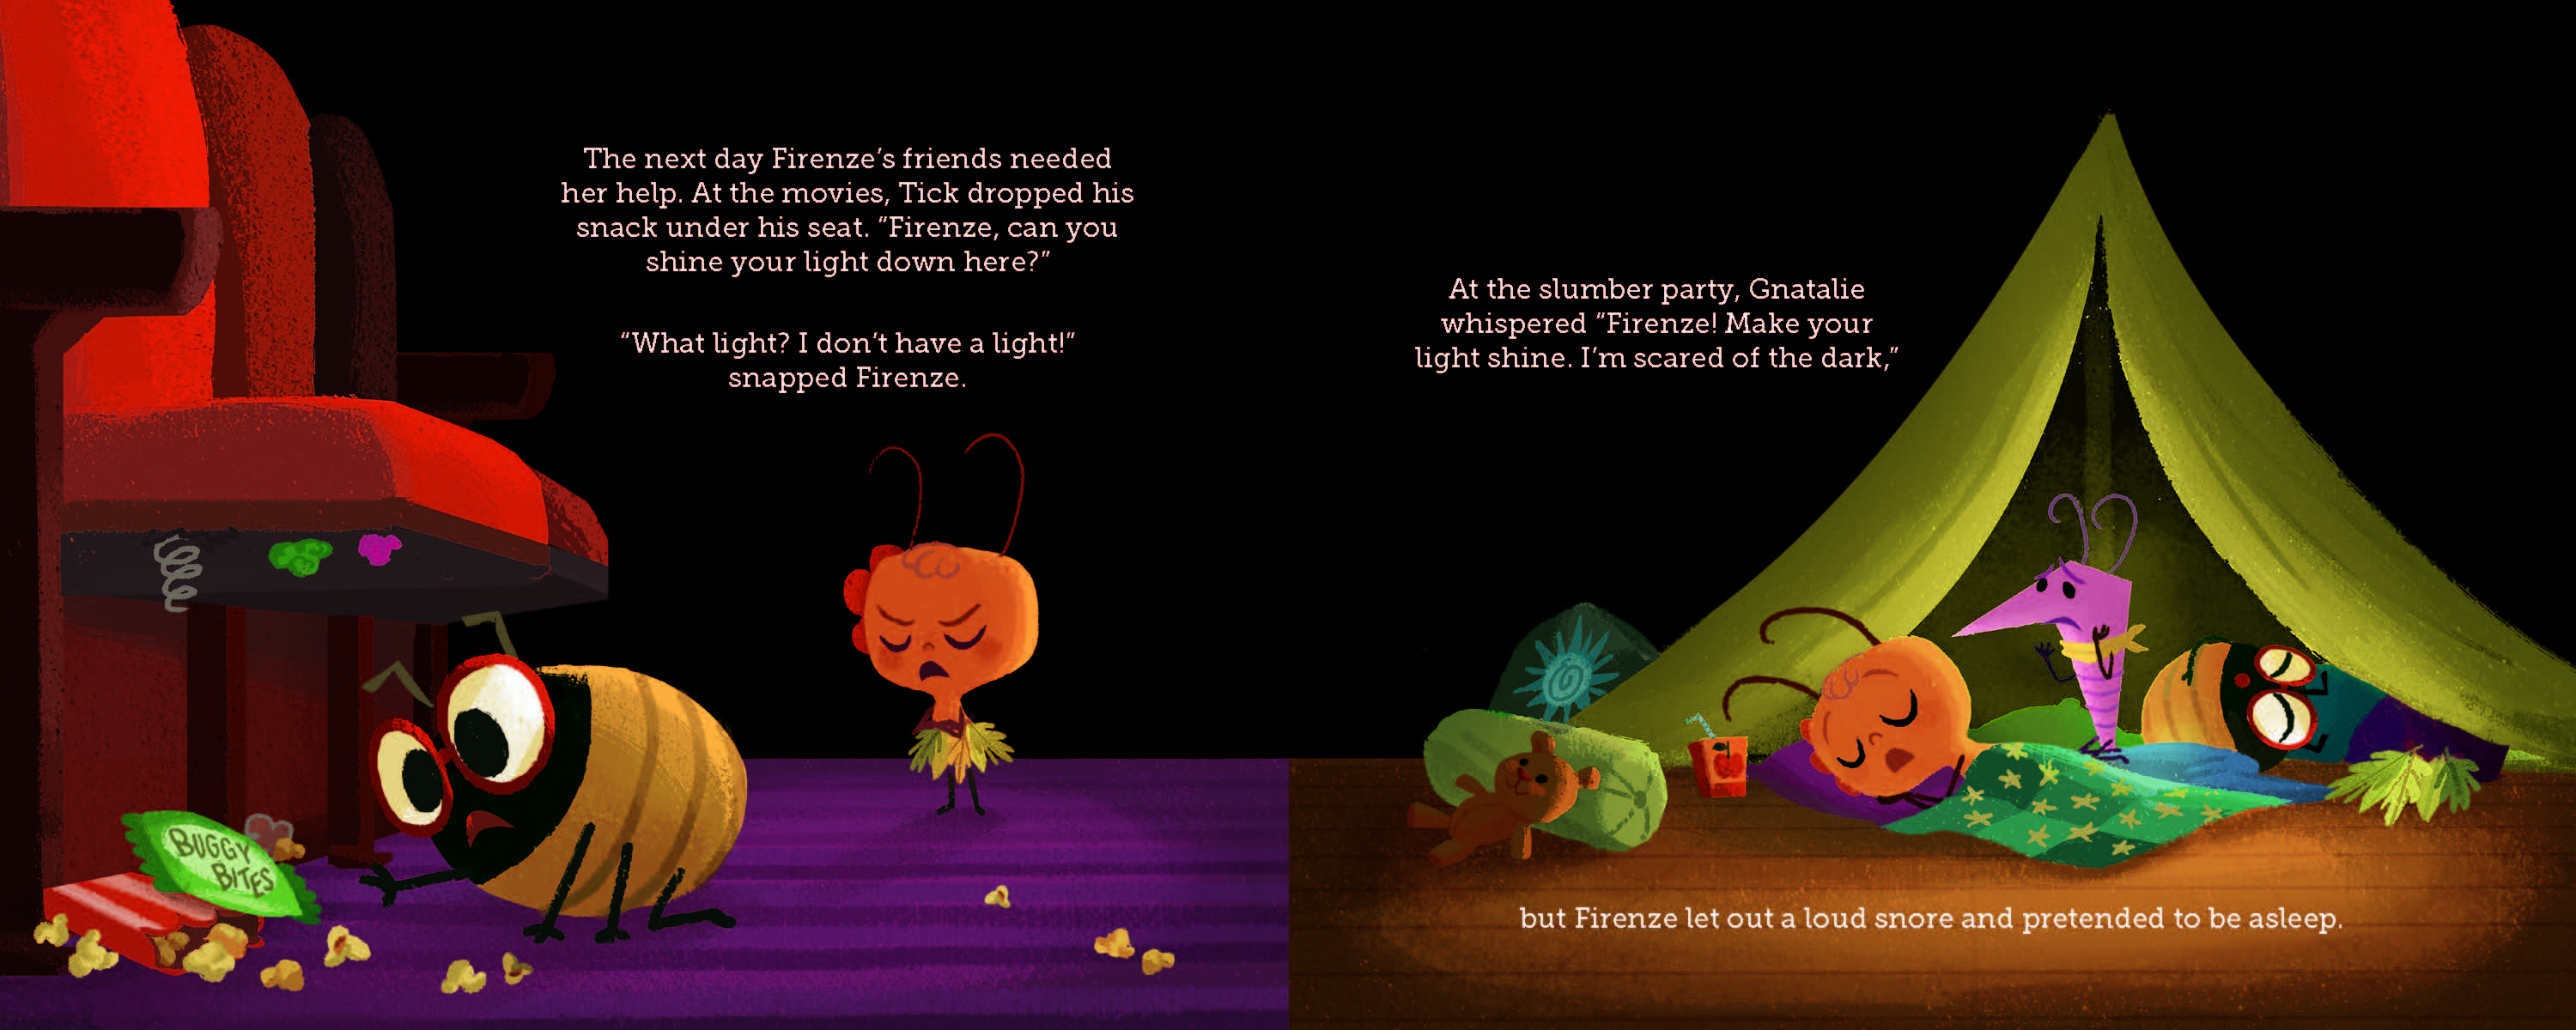 The next day Firenze’s friends needed
her help. At the movies, Tick dropped his
snack under his seat. “Firenze, can you
shine your light down here?”
“What light? I don’t have a light!”
snapped Firenze.
BUGGY
BITES
At the slumber party, Gnatalie
whispered “Firenze! Make your
light shine. I’m scared of the dark,”
but Firenze let out a loud snore and pretended to be asleep.